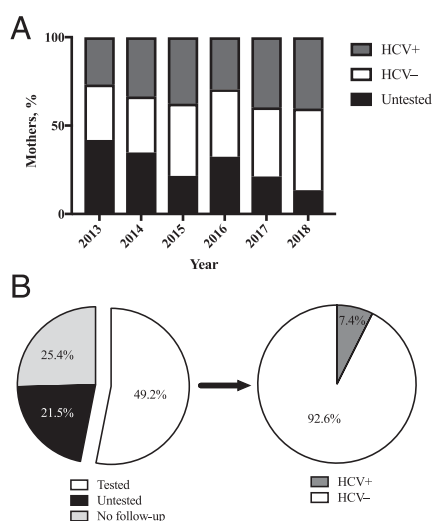 A
100
50
0
Mothers, %
2013 2014 2015 2016 2017 2018
Year
HCV+
HCV–
Untested
B
25.4%
21.5%
49.2%
7.4%
92.6%
Tested
Untested
No follow-up
HCV+
HCV–